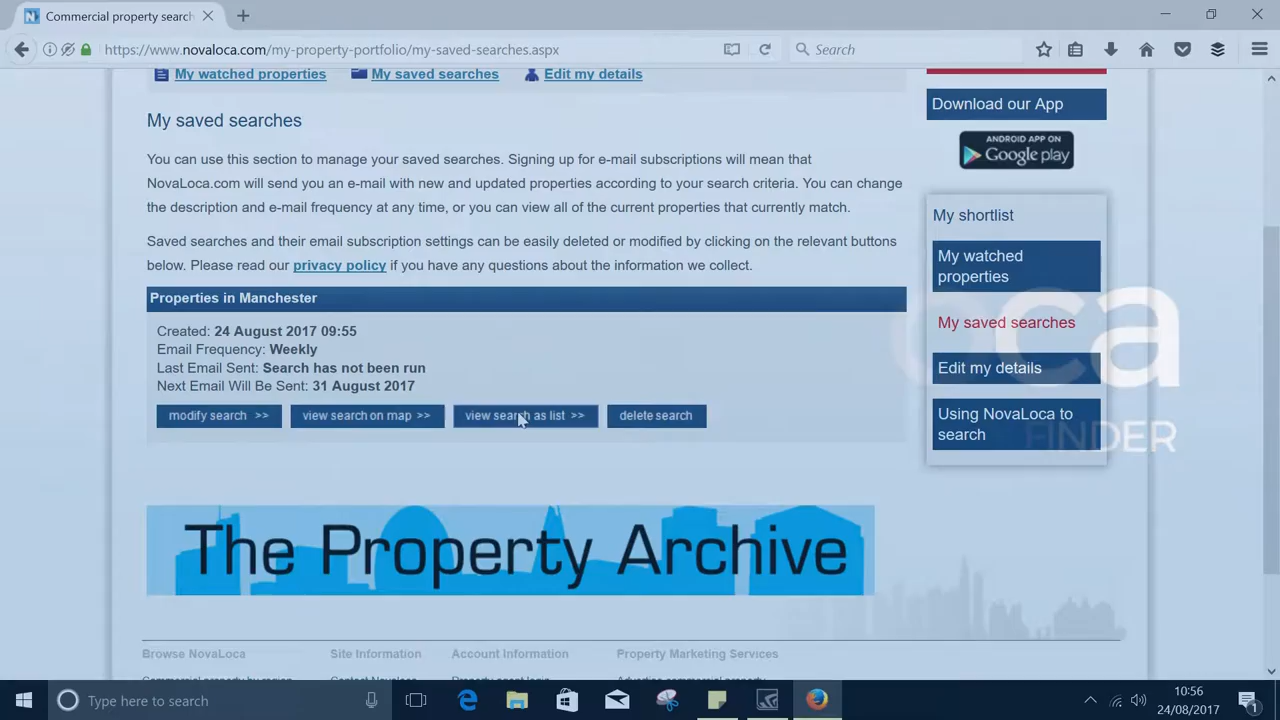 Commercial property search
https://www.novaloca.com/my-property-portfolio/my-saved-searches.aspx
Search
My watched properties
My saved searches
Edit my details
Download our App
ANDROID APP ON
Google play
My saved searches
You can use this section to manage your saved searches. Signing up for e-mail subscriptions will mean that
NovaLoca.com will send you an e-mail with new and updated properties according to your search criteria. You can change
the description and e-mail frequency at any time, or you can view all of the current properties that currently match.
Saved searches and their email subscription settings can be easily deleted or modified by clicking on the relevant buttons
below. Please read our privacy policy if you have any questions about the information we collect.
Properties in Manchester
Created: 24 August 2017 09:55
Email Frequency: Weekly
Last Email Sent: Search has not been run
Next Email Will Be Sent: 31 August 2017
modify search >>
view search on map >>
view search as list >>
delete search
My shortlist
My watched
properties
My saved searches
Edit my details
Using NovaLoca to
search
oca
FINDER
The Property Archive
Browse NovaLoca
Site Information
Account Information
Property Marketing Services
Type here to search
10:56
24/08/2017
1